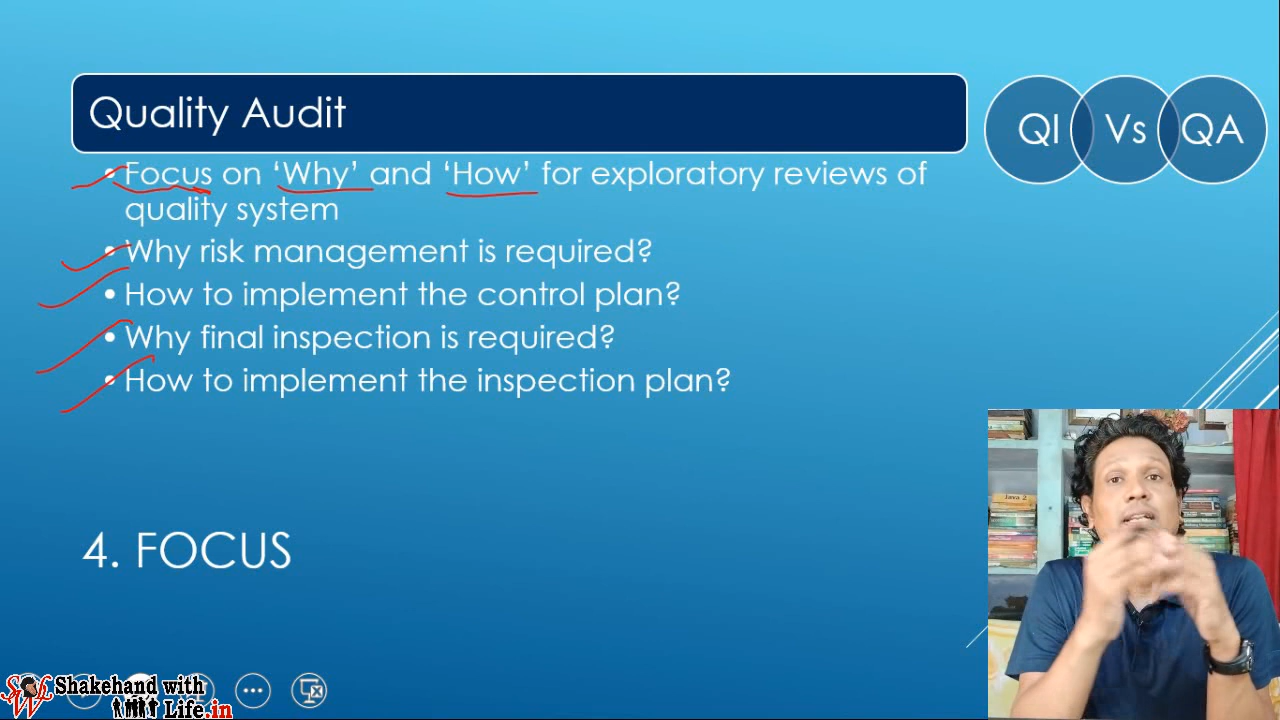 Quality Audit
QI Vs QA
• Focus on ‘Why’ and ‘How’ for exploratory reviews of
quality system
• Why risk management is required?
• How to implement the control plan?
• Why final inspection is required?
• How to implement the inspection plan?
Java 2
4. FOCUS
Shakehand with
Life.in